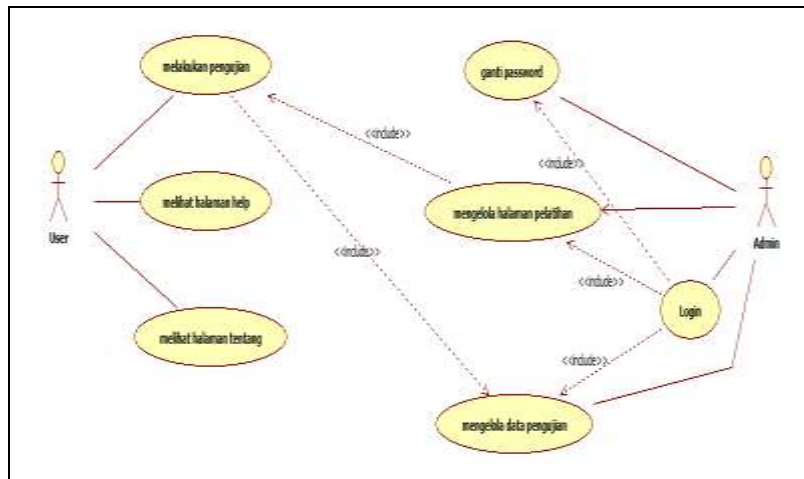 melakukan pengujian
ganti password
<<include>>
<<include>>
melihat halaman help
mengelola halaman pelatihan
User
Admin
<<include>>
<<include>>
Login
melihat halaman tentang
<<include>>
mengelola data pengujian